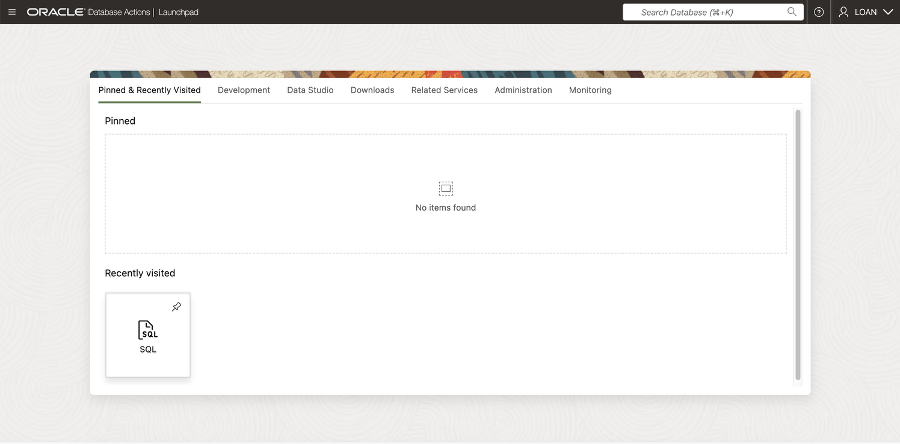 ORACLE Database Actions | Launchpad
Search Database (⌘+K)
LOAN
Pinned & Recently Visited Development Data Studio Downloads Related Services Administration Monitoring
Pinned
No items found
Recently visited
SQL
SQL